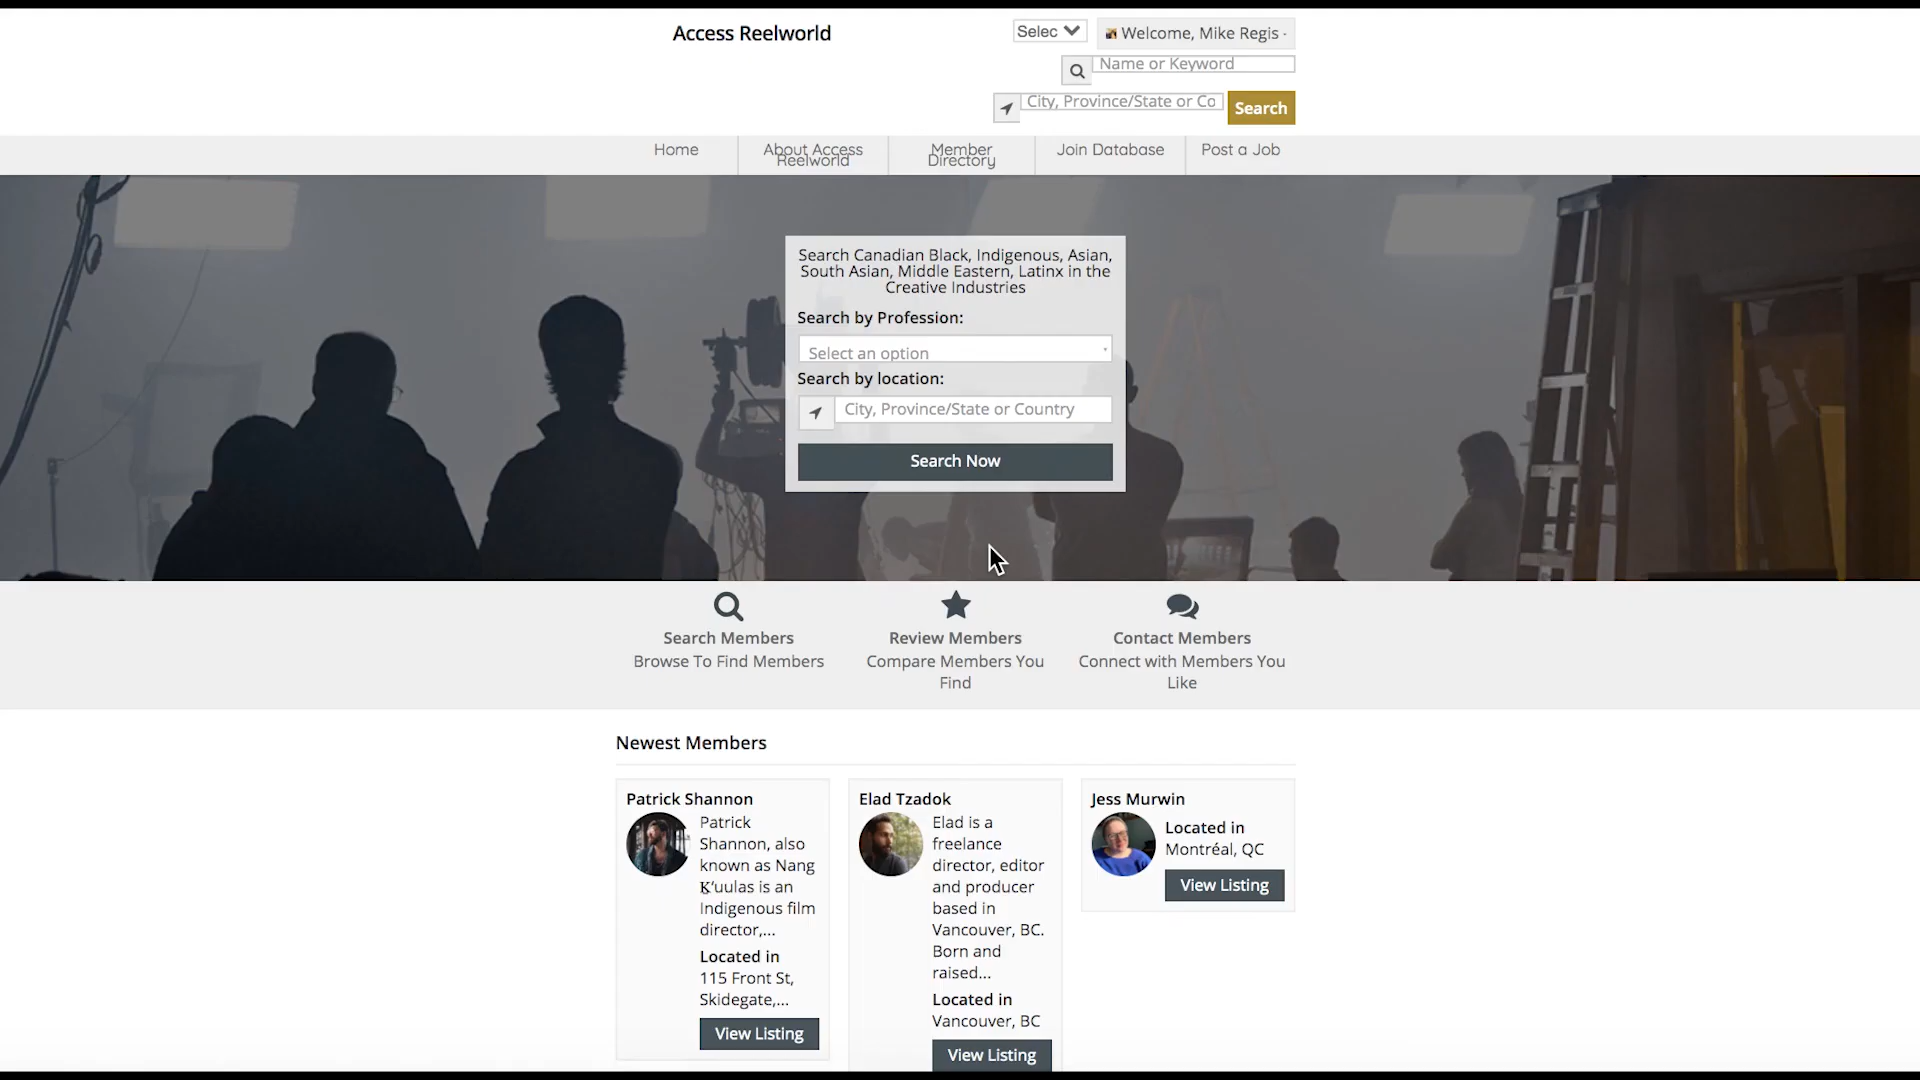 Access Reelworld
Selec
Welcome, Mike Regis
Name or Keyword
City, Province/State or Co
Search
Home
About Access
Reelworld
Member
Directory
Join Database
Post a Job
Search Canadian Black, Indigenous, Asian,
South Asian, Middle Eastern, Latinx in the
Creative Industries
Search by Profession:
Select an option
Search by location:
City, Province/State or Country
Search Now
Search Members
Browse To Find Members
Review Members
Compare Members You
Find
Contact Members
Connect with Members You
Like
Newest Members
Patrick Shannon
Patrick
Shannon, also
known as Nang
Ḵ'uulas is an
Indigenous film
director,...
Located in
115 Front St,
Skidegate,...
View Listing
Elad Tzadok
Elad is a
freelance
director, editor
and producer
based in
Vancouver, BC.
Born and
raised...
Located in
Vancouver, BC
View Listing
Jess Murwin
Located in
Montréal, QC
View Listing